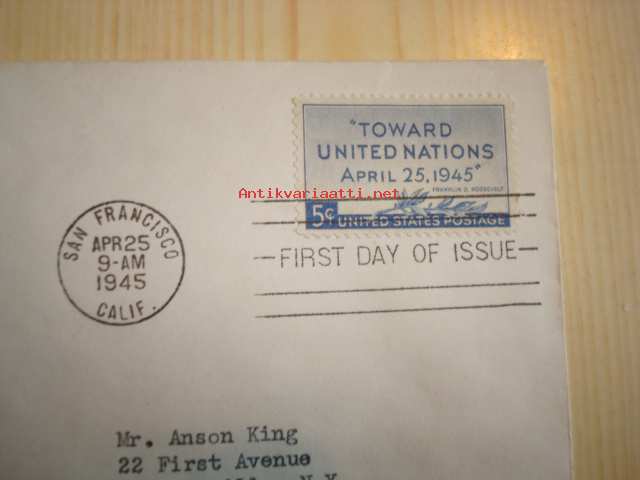 "TOWARD
UNITED NATIONS
APRIL 25, 1945"
FRANKLIN D. ROOSEVELT
5¢ UNITED STATES POSTAGE
Antikvariaatti.net
SAN FRANCISCO
APR 25
9-AM
1945
CALIF.
—FIRST DAY OF ISSUE—
Mr. Anson King
22 First Avenue
N.Y.